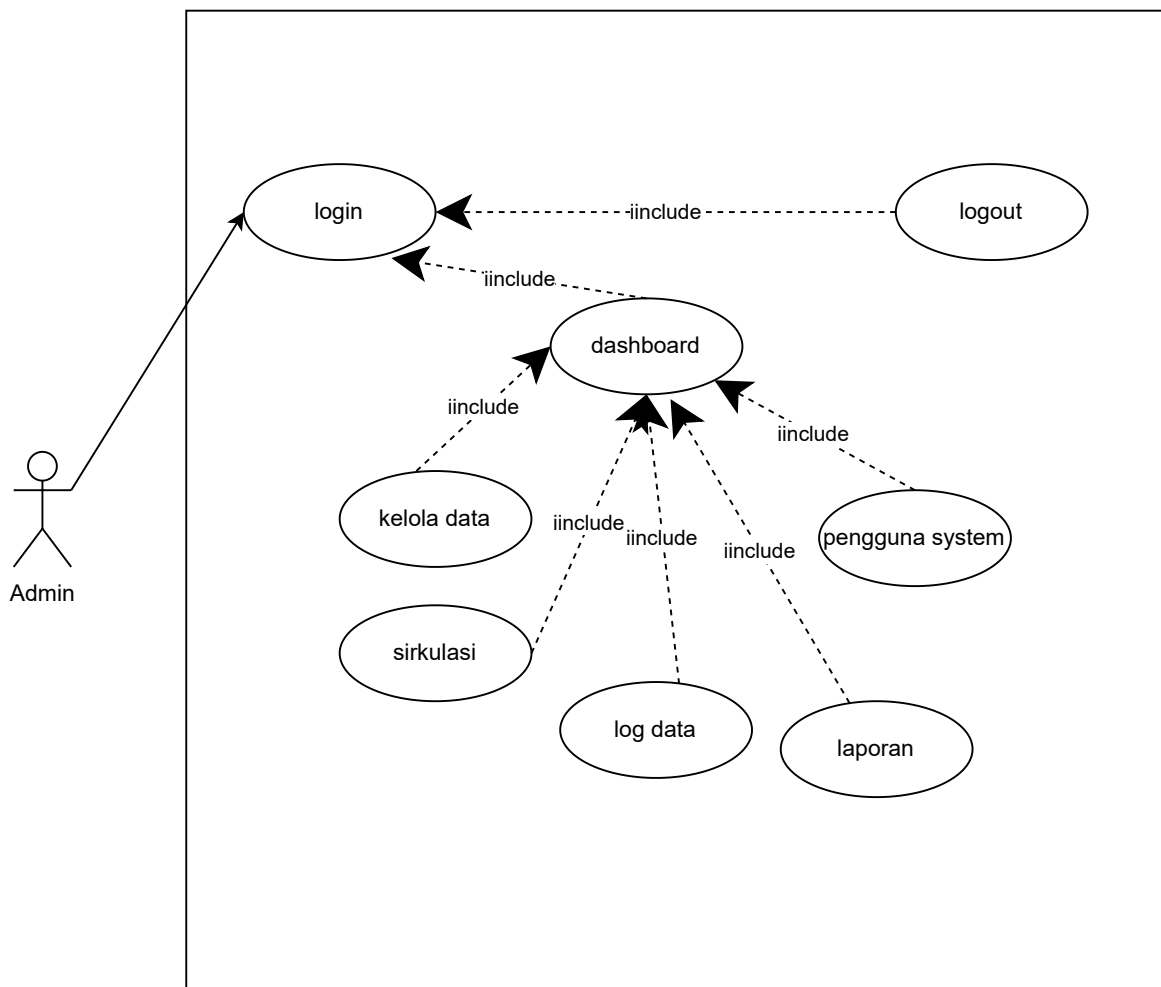 login
iinclude
logout
iinclude
dashboard
iinclude
iinclude
kelola data
iinclude
iinclude
iinclude
pengguna system
Admin
sirkulasi
log data
laporan